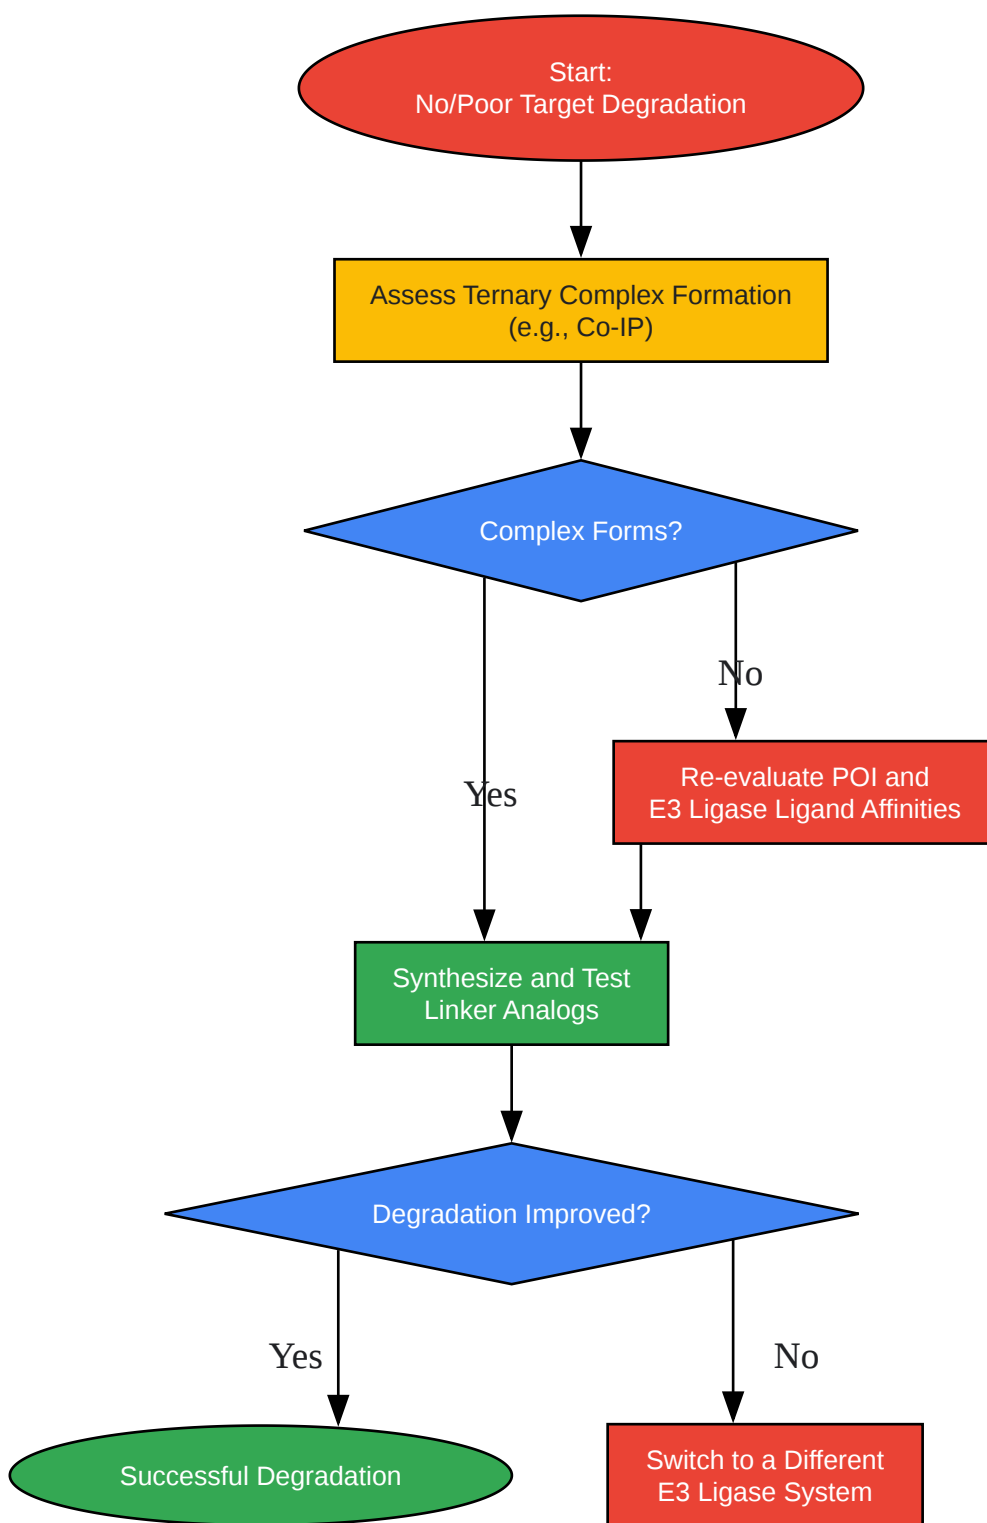 Start:
No/Poor Target Degradation
Assess Ternary Complex Formation
(e.g., Co-IP)
Complex Forms?
No
Re-evaluate POI and
E3 Ligase Ligand Affinities
Yes
Synthesize and Test
Linker Analogs
Degradation Improved?
Yes
No
Successful Degradation
Switch to a Different
E3 Ligase System